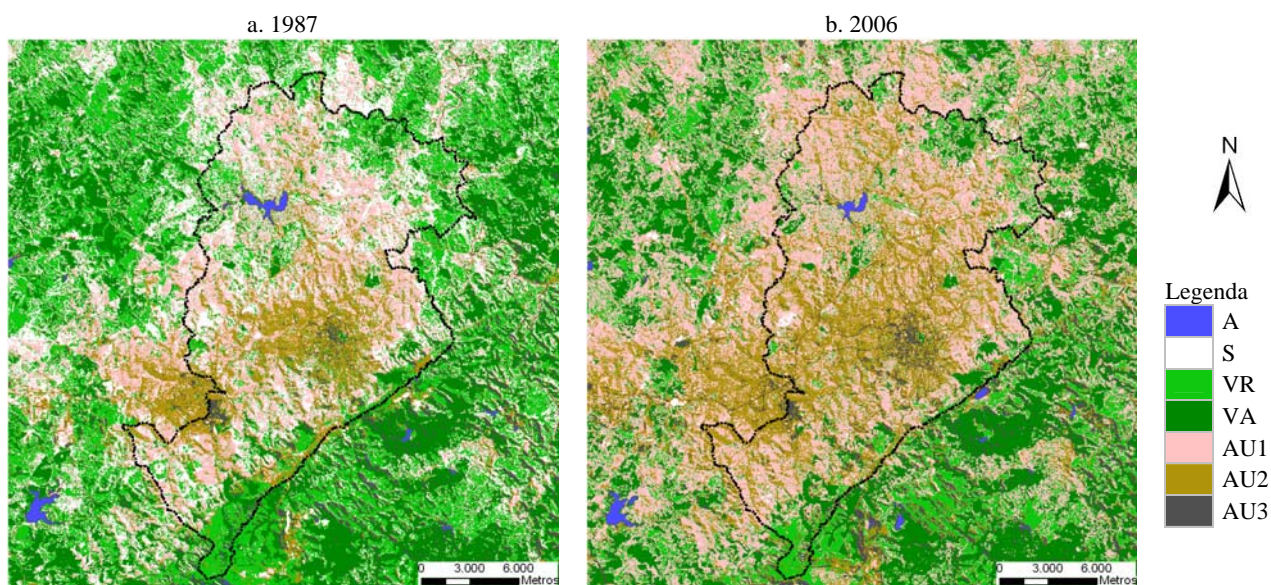 a. 1987
b. 2006
N
Legenda
A
S
VR
VA
AU1
AU2
AU3
0 3.000 6.000
Metros
0 3.000 6.000
Metros